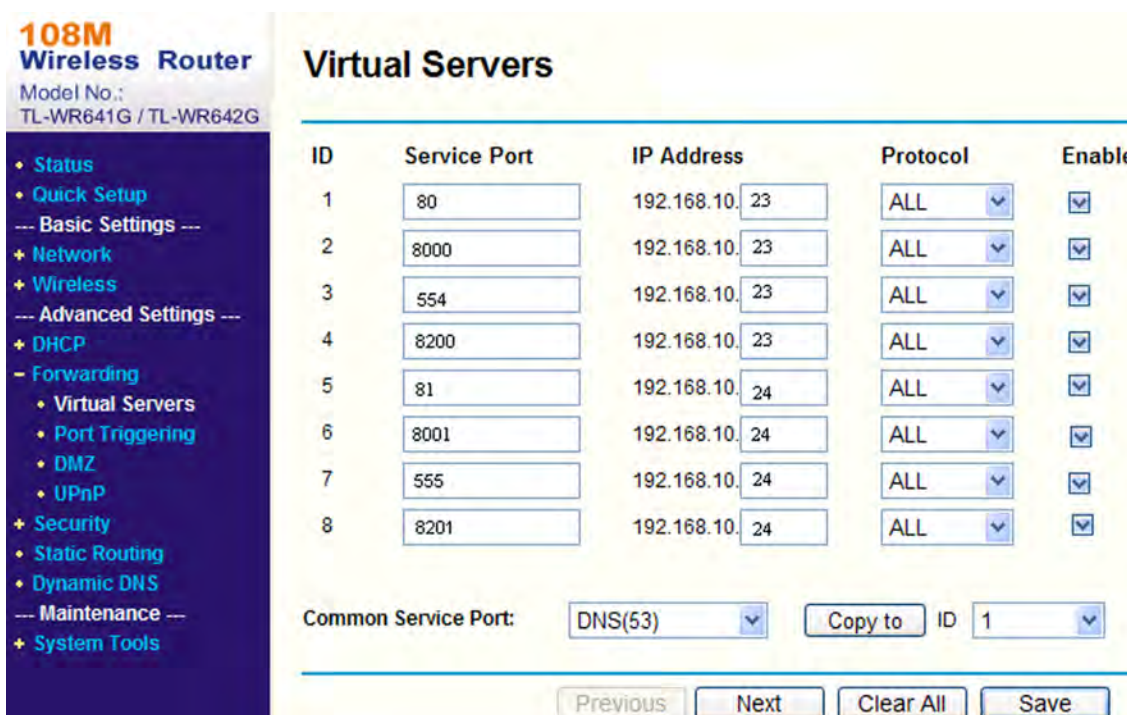 108M
Wireless Router
Model No.:
TL-WR641G / TL-WR642G
• Status
• Quick Setup
--- Basic Settings ---
+ Network
+ Wireless
--- Advanced Settings ---
+ DHCP
− Forwarding
• Virtual Servers
• Port Triggering
• DMZ
• UPnP
+ Security
• Static Routing
• Dynamic DNS
--- Maintenance ---
+ System Tools
Virtual Servers
ID Service Port IP Address Protocol Enable
1 80 192.168.10. 23 ALL
2 8000 192.168.10. 23 ALL
3 554 192.168.10. 23 ALL
4 8200 192.168.10. 23 ALL
5 81 192.168.10. 24 ALL
6 8001 192.168.10. 24 ALL
7 555 192.168.10. 24 ALL
8 8201 192.168.10. 24 ALL
Common Service Port: DNS(53) Copy to ID 1
Previous Next Clear All Save